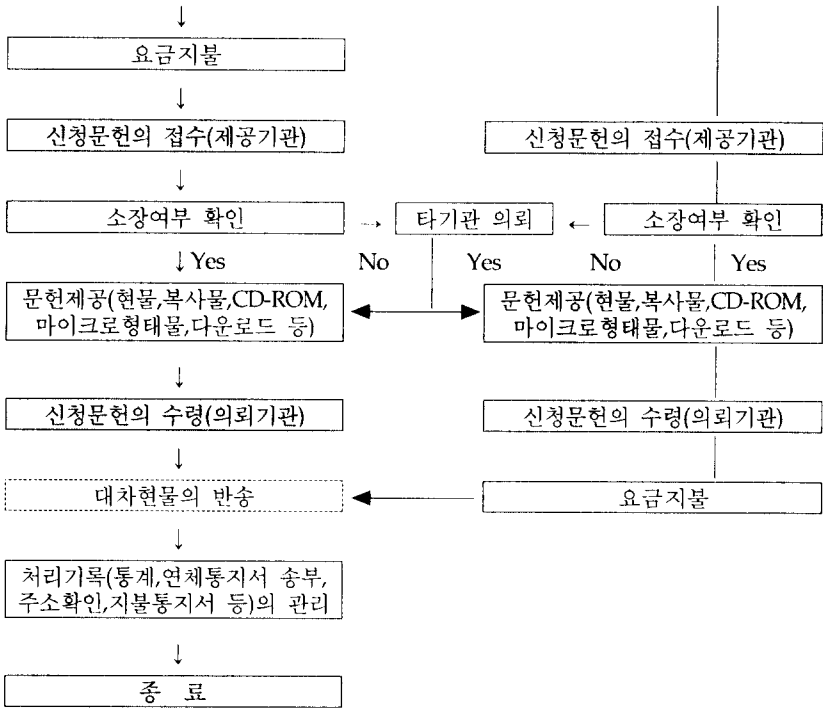 요금지불
신청문헌의 접수(제공기관)
신청문헌의 접수(제공기관)
소장여부 확인
타기관 의뢰
소장여부 확인
Yes
No
Yes
No
Yes
문헌제공(현물,복사물,CD-ROM,
마이크로형태물,다운로드 등)
문헌제공(현물,복사물,CD-ROM,
마이크로형태물,다운로드 등)
신청문헌의 수령(의뢰기관)
신청문헌의 수령(의뢰기관)
대차현물의 반송
요금지불
처리기록(통계,연체통지서 송부,
주소확인,지불통지서 등)의 관리
종 료